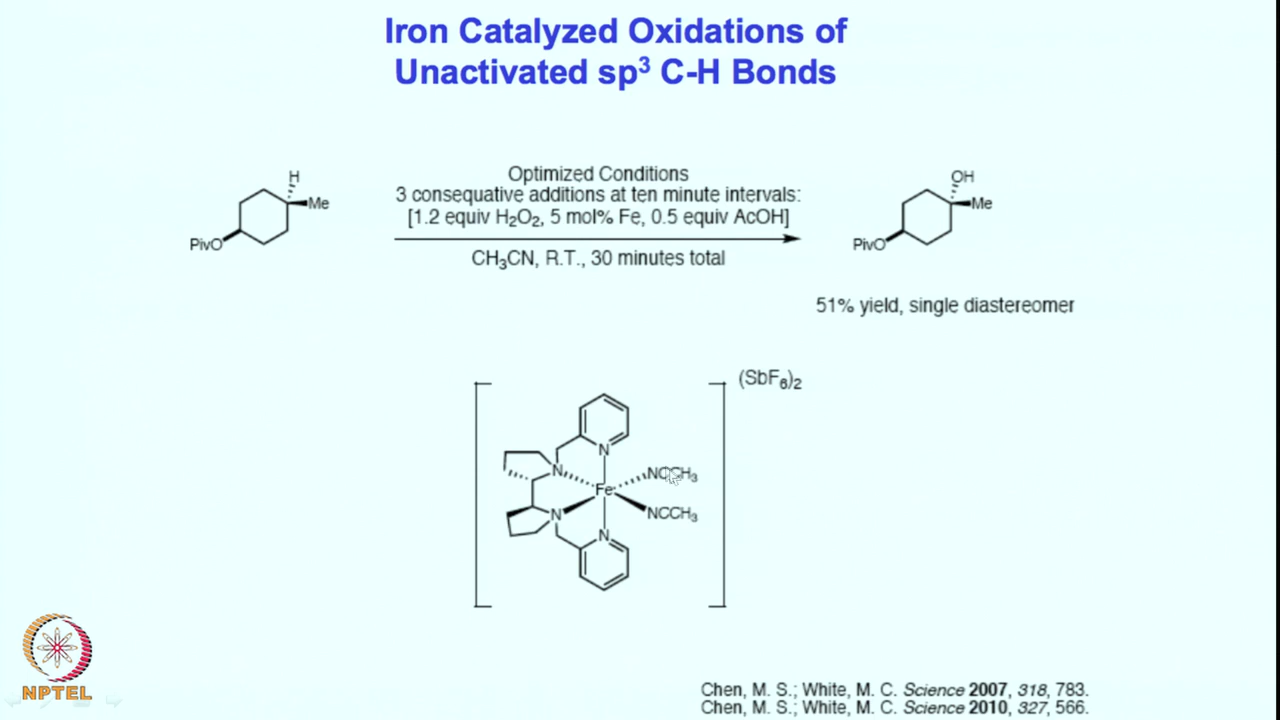 Iron Catalyzed Oxidations of
Unactivated sp³ C-H Bonds
Optimized Conditions
3 consequative additions at ten minute intervals:
[1.2 equiv H₂O₂, 5 mol% Fe, 0.5 equiv AcOH]
CH₃CN, R.T., 30 minutes total
H
Me
PivO
OH
Me
PivO
51% yield, single diastereomer
(SbF₆)₂
N
N
NCCH₃
Fe
N
NCCH₃
N
NPTEL
Chen, M. S.; White, M. C. Science 2007, 318, 783.
Chen, M. S.; White, M. C. Science 2010, 327, 566.